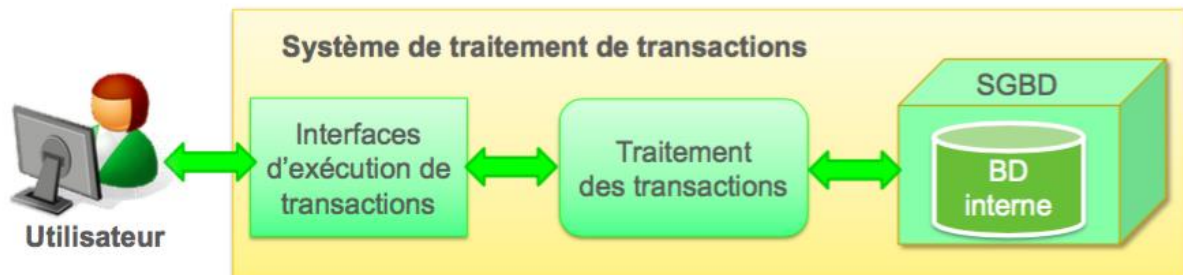 Système de traitement de transactions
SGBD
Interfaces
d'exécution de
transactions
Traitement
des transactions
BD
interne
Utilisateur